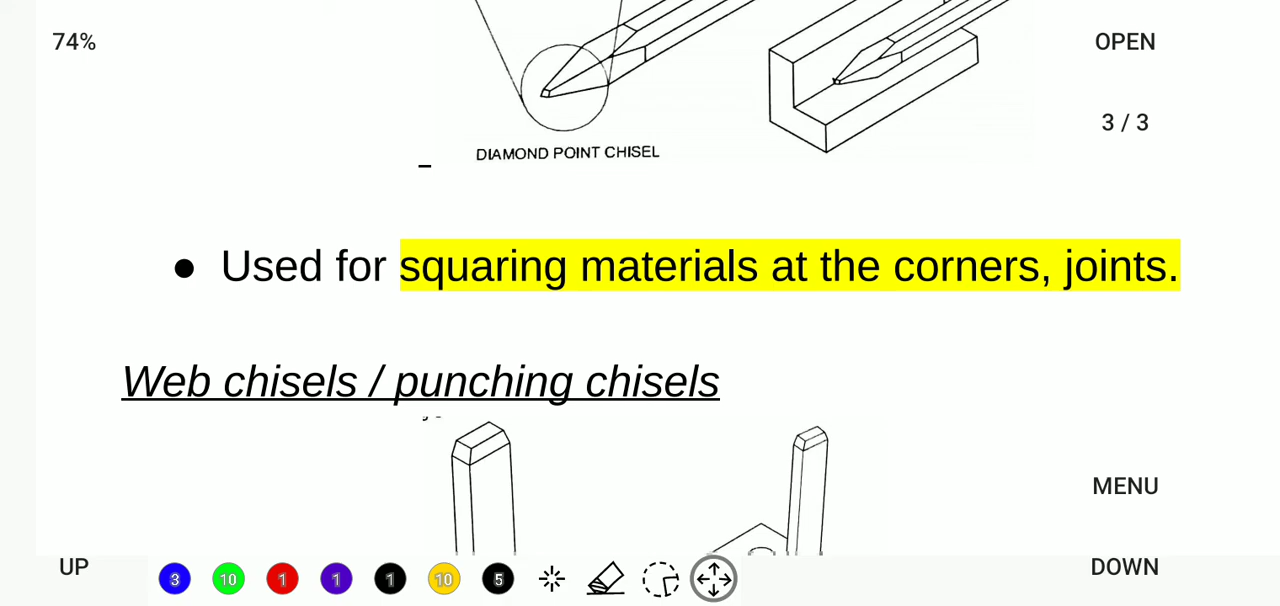 74%
OPEN
3 / 3
DIAMOND POINT CHISEL
● Used for squaring materials at the corners, joints.
Web chisels / punching chisels
MENU
UP
3 10 1 1 1 10 5
DOWN